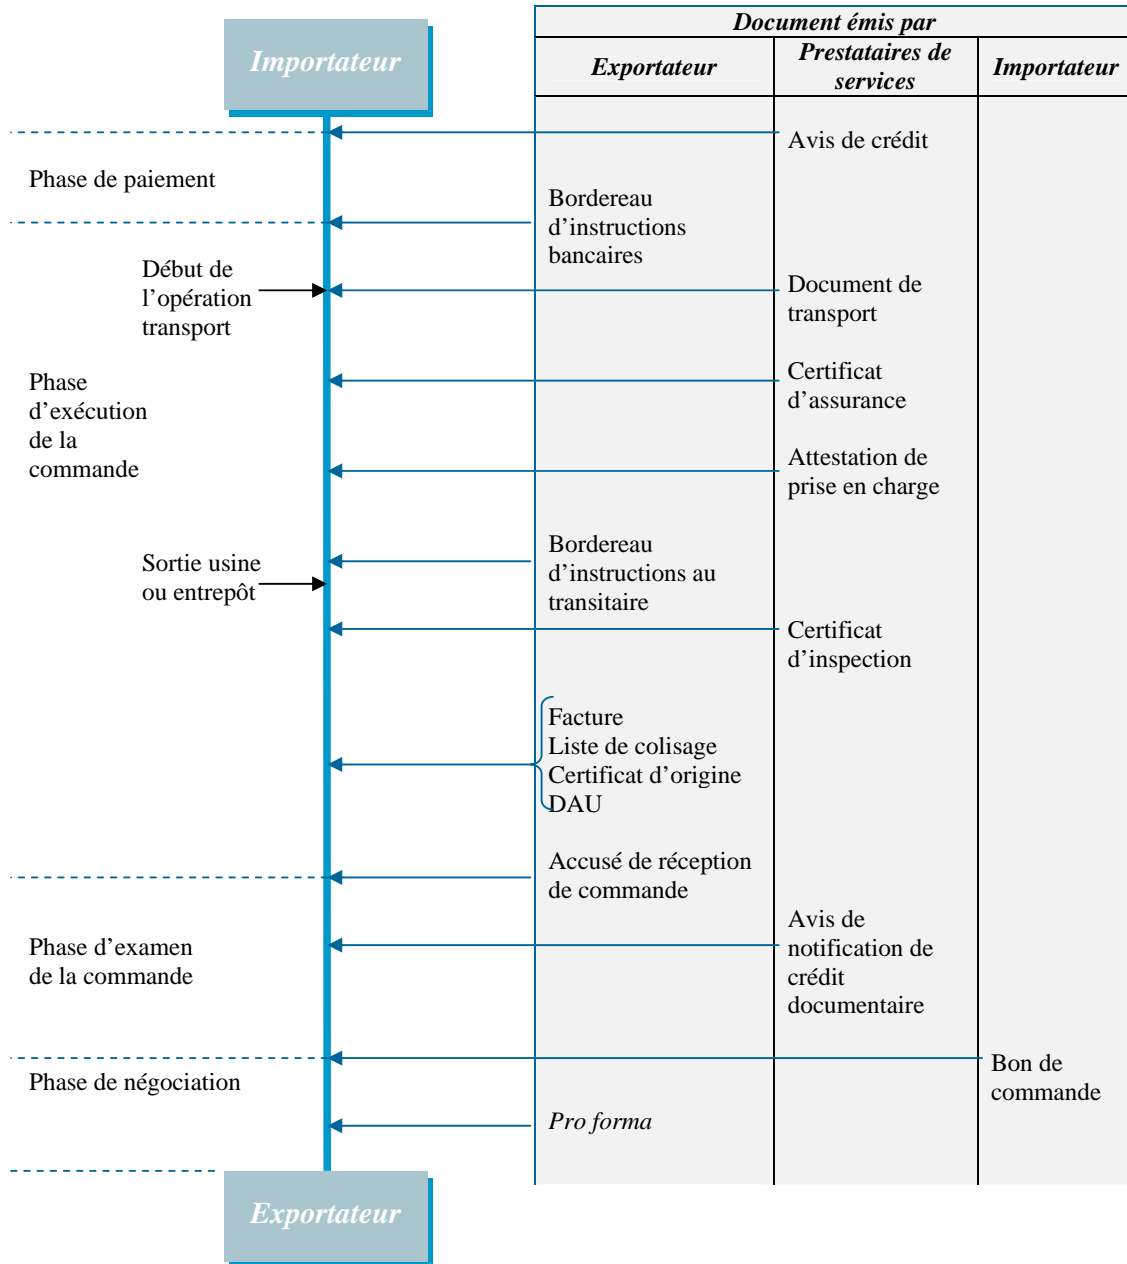 Document émis par
Importateur
Exportateur
Prestataires de
services
Importateur
Avis de crédit
Phase de paiement
Bordereau
d’instructions
bancaires
Début de
l’opération
transport
Document de
transport
Phase
d’exécution
de la
commande
Certificat
d’assurance
Attestation de
prise en charge
Sortie usine
ou entrepôt
Bordereau
d’instructions au
transitaire
Certificat
d’inspection
Facture
Liste de colisage
Certificat d’origine
DAU
Accusé de réception
de commande
Phase d’examen
de la commande
Avis de
notification de
crédit
documentaire
Phase de négociation
Bon de
commande
Pro forma
Exportateur